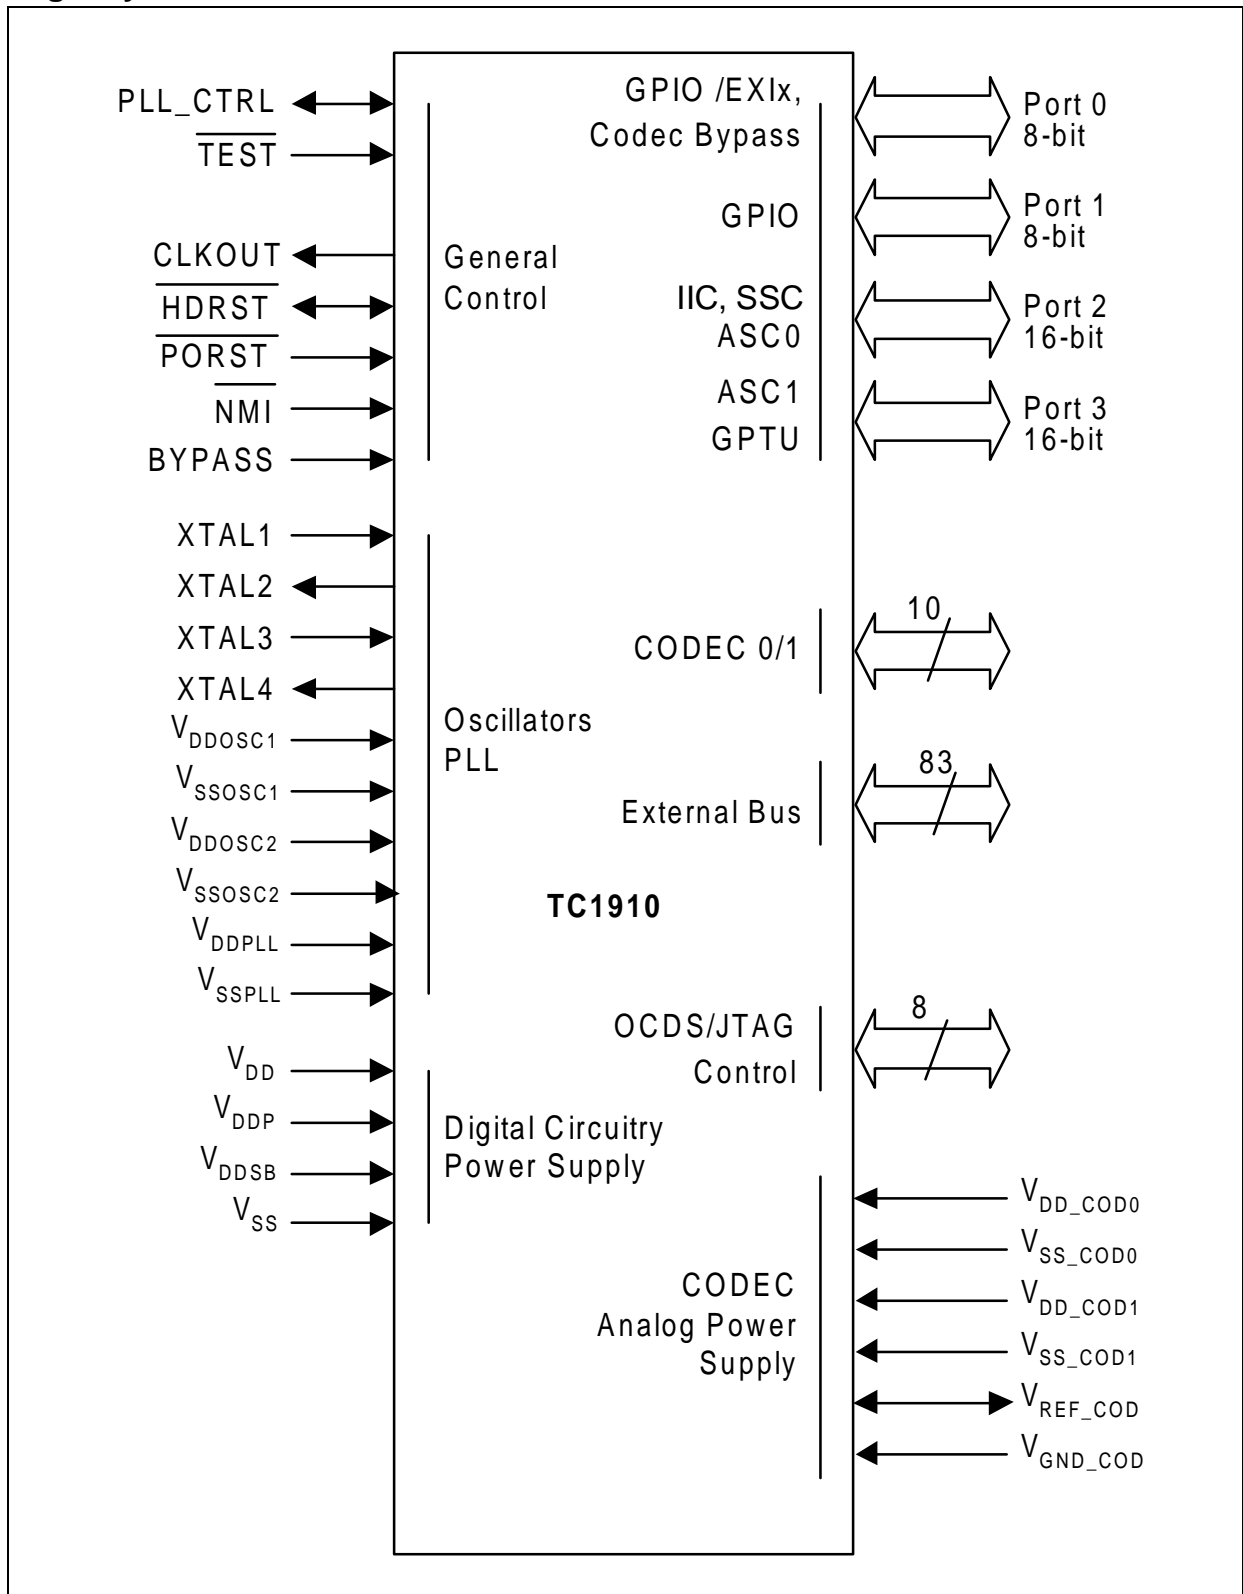 PLL_CTRL
TEST
CLKOUT
HDRST
PORST
NMI
BYPASS
XTAL1
XTAL2
XTAL3
XTAL4
VDDOSC1
VSSOSC1
VDDOSC2
VSSOSC2
VDDPLL
VSSPLL
VDD
VDDP
VDDSB
VSS
General
Control
Oscillators
PLL
Digital Circuitry
Power Supply
TC1910
GPIO /EXIx,
Codec Bypass
GPIO
IIC, SSC
ASC0
ASC1
GPTU
CODEC 0/1
External Bus
OCDS/JTAG
Control
CODEC
Analog Power
Supply
Port 0
8-bit
Port 1
8-bit
Port 2
16-bit
Port 3
16-bit
10
83
8
VDD_COD0
VSS_COD0
VDD_COD1
VSS_COD1
VREF_COD
VGND_COD